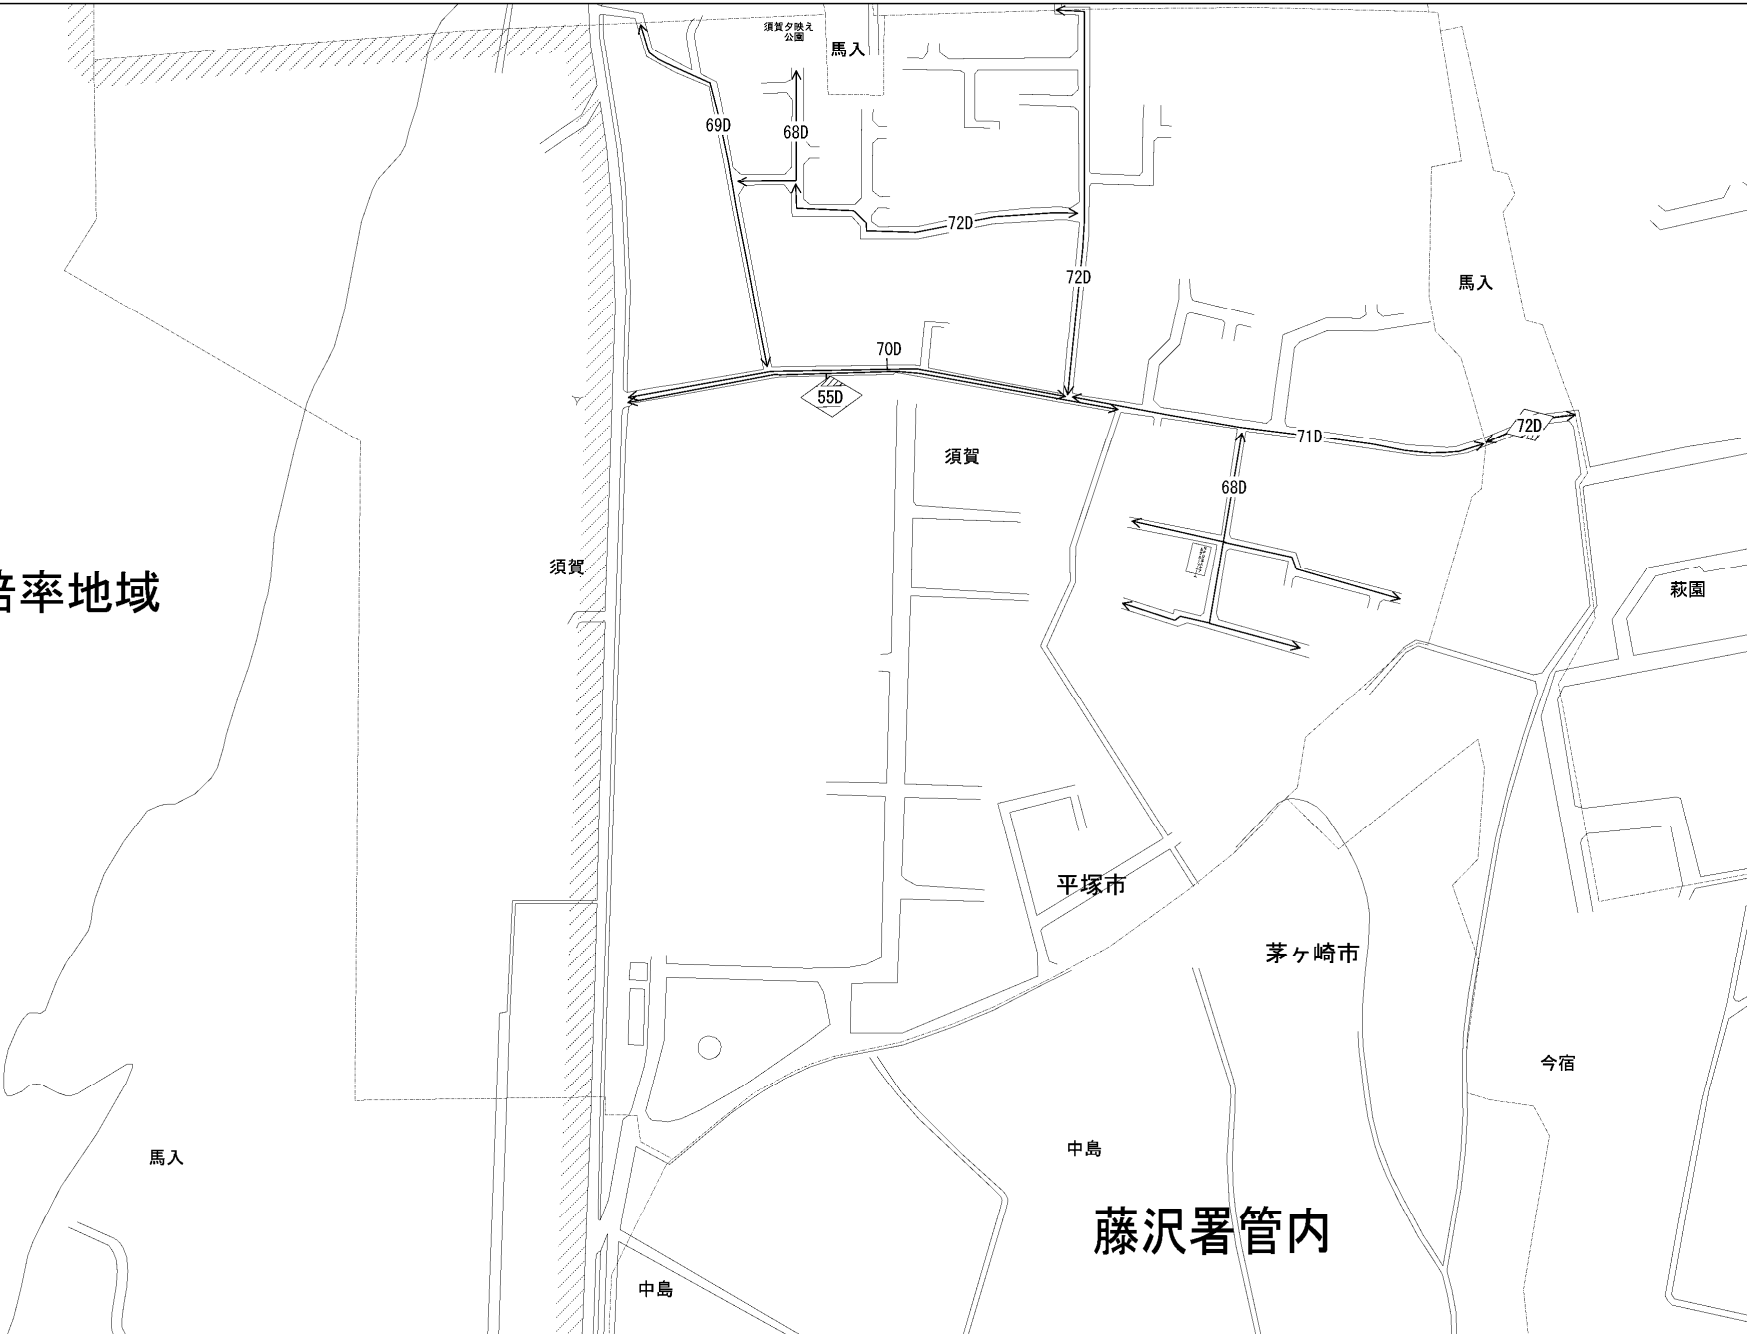 須賀夕映え
公園
馬入
69D
68D
72D
72D
馬入
70D
55D
72D
71D
須賀
68D
須賀
倍率地域
萩園
平塚市
茅ヶ崎市
今宿
中島
馬入
藤沢署管内
中島